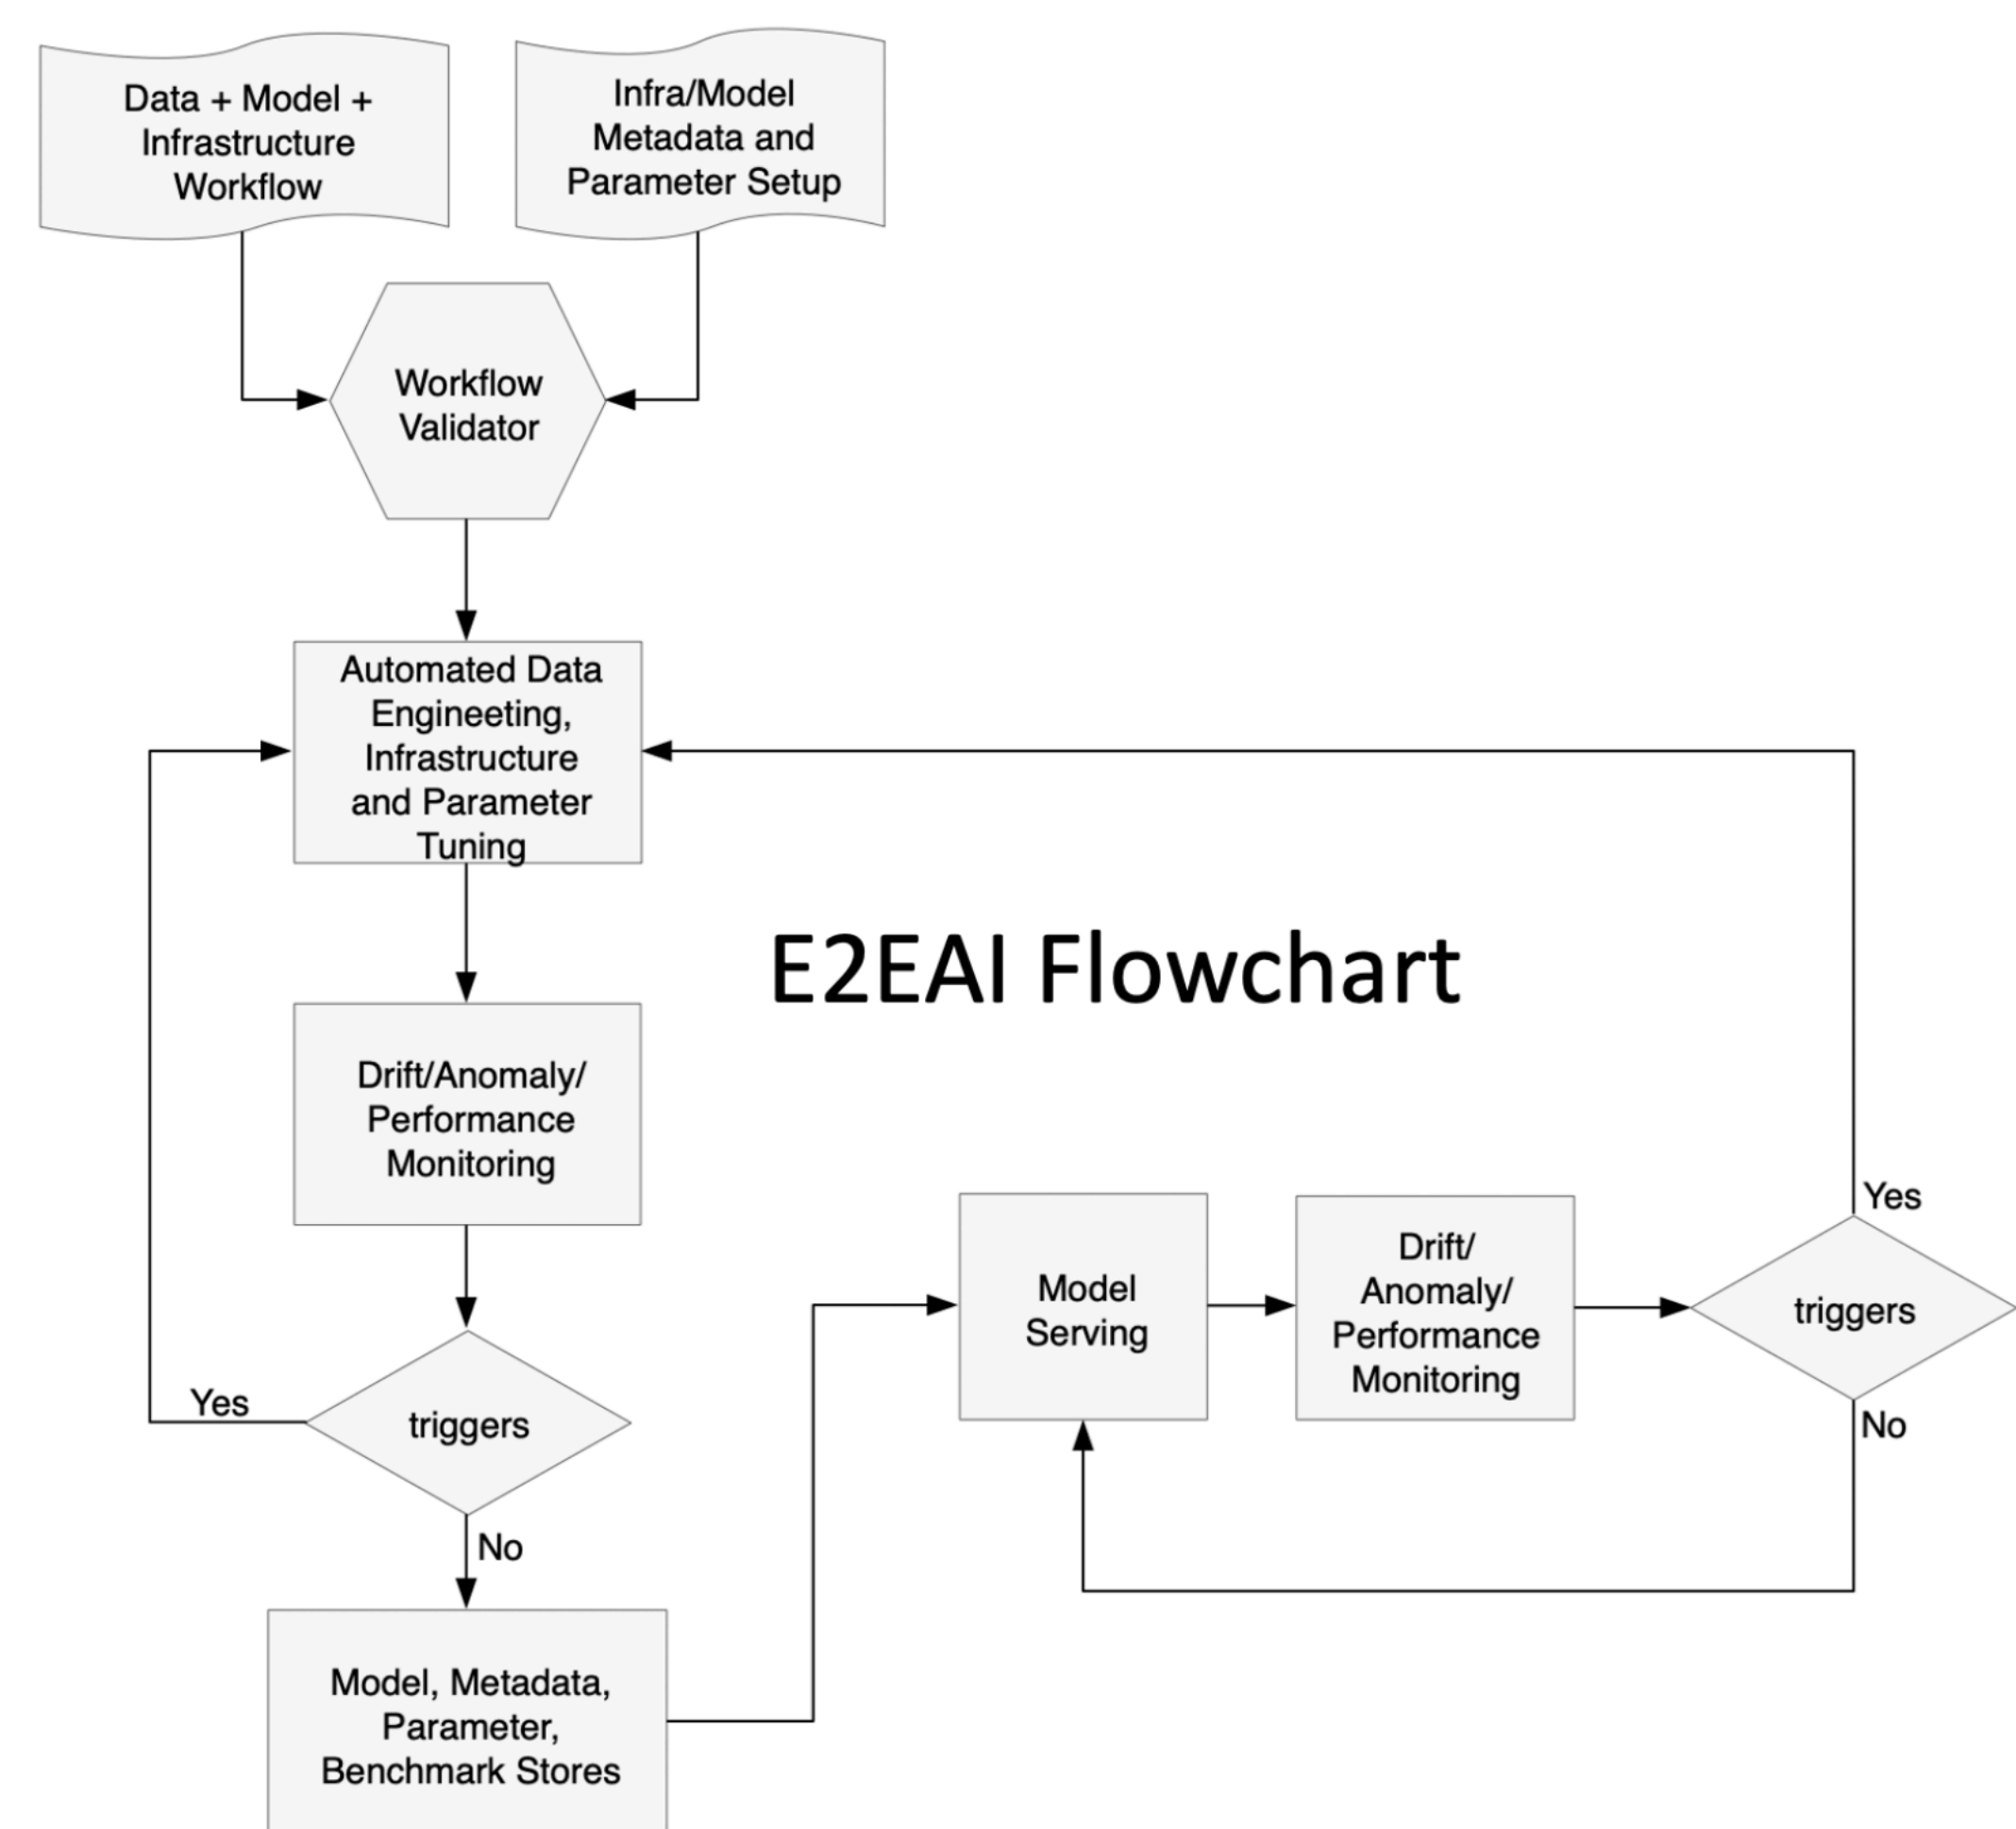 Data + Model +
Infrastructure
Workflow
Infra/Model
Metadata and
Parameter Setup
Workflow
Validator
Automated Data
Engineeting,
Infrastructure
and Parameter
Tuning
E2EAI Flowchart
Drift/Anomaly/
Performance
Monitoring
triggers
Yes
No
Model, Metadata,
Parameter,
Benchmark Stores
Model
Serving
Drift/
Anomaly/
Performance
Monitoring
triggers
Yes
No